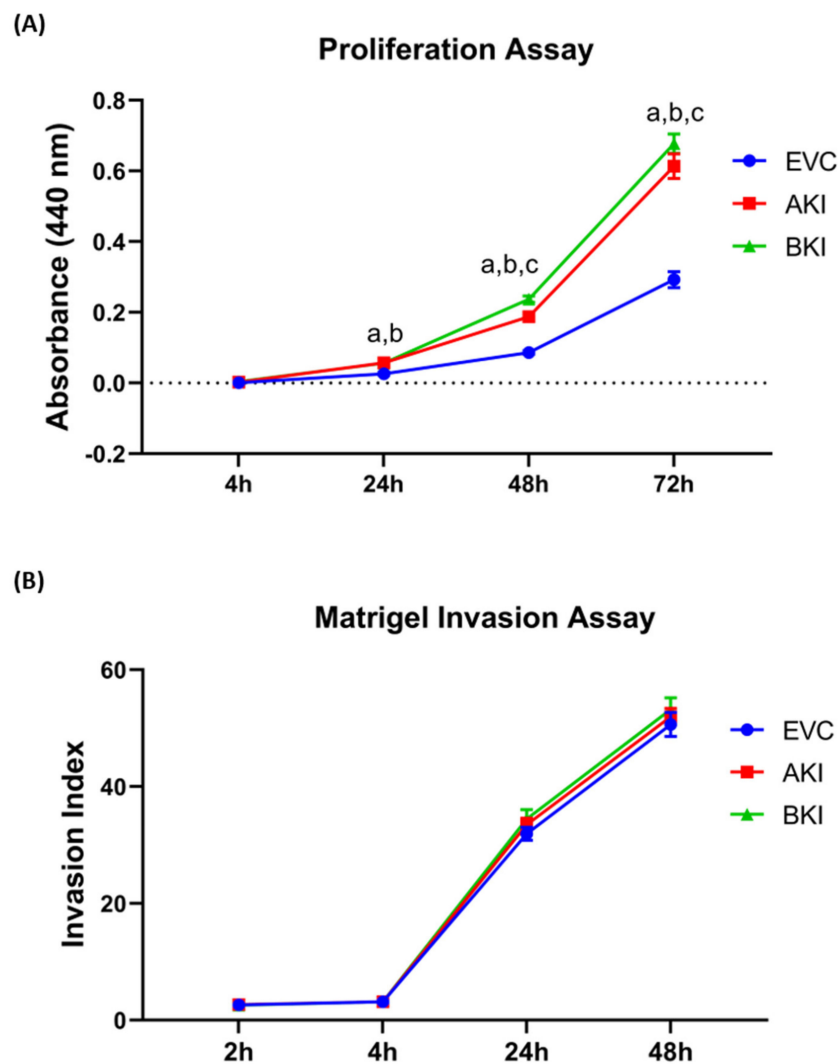 (A)
Proliferation Assay
Absorbance (440 nm)
0.8
0.6
0.4
0.2
0.0
-0.2
a,b
a,b,c
a,b,c
EVC
AKI
BKI
4h
24h
48h
72h
(B)
Matrigel Invasion Assay
Invasion Index
60
40
20
0
EVC
AKI
BKI
2h
4h
24h
48h